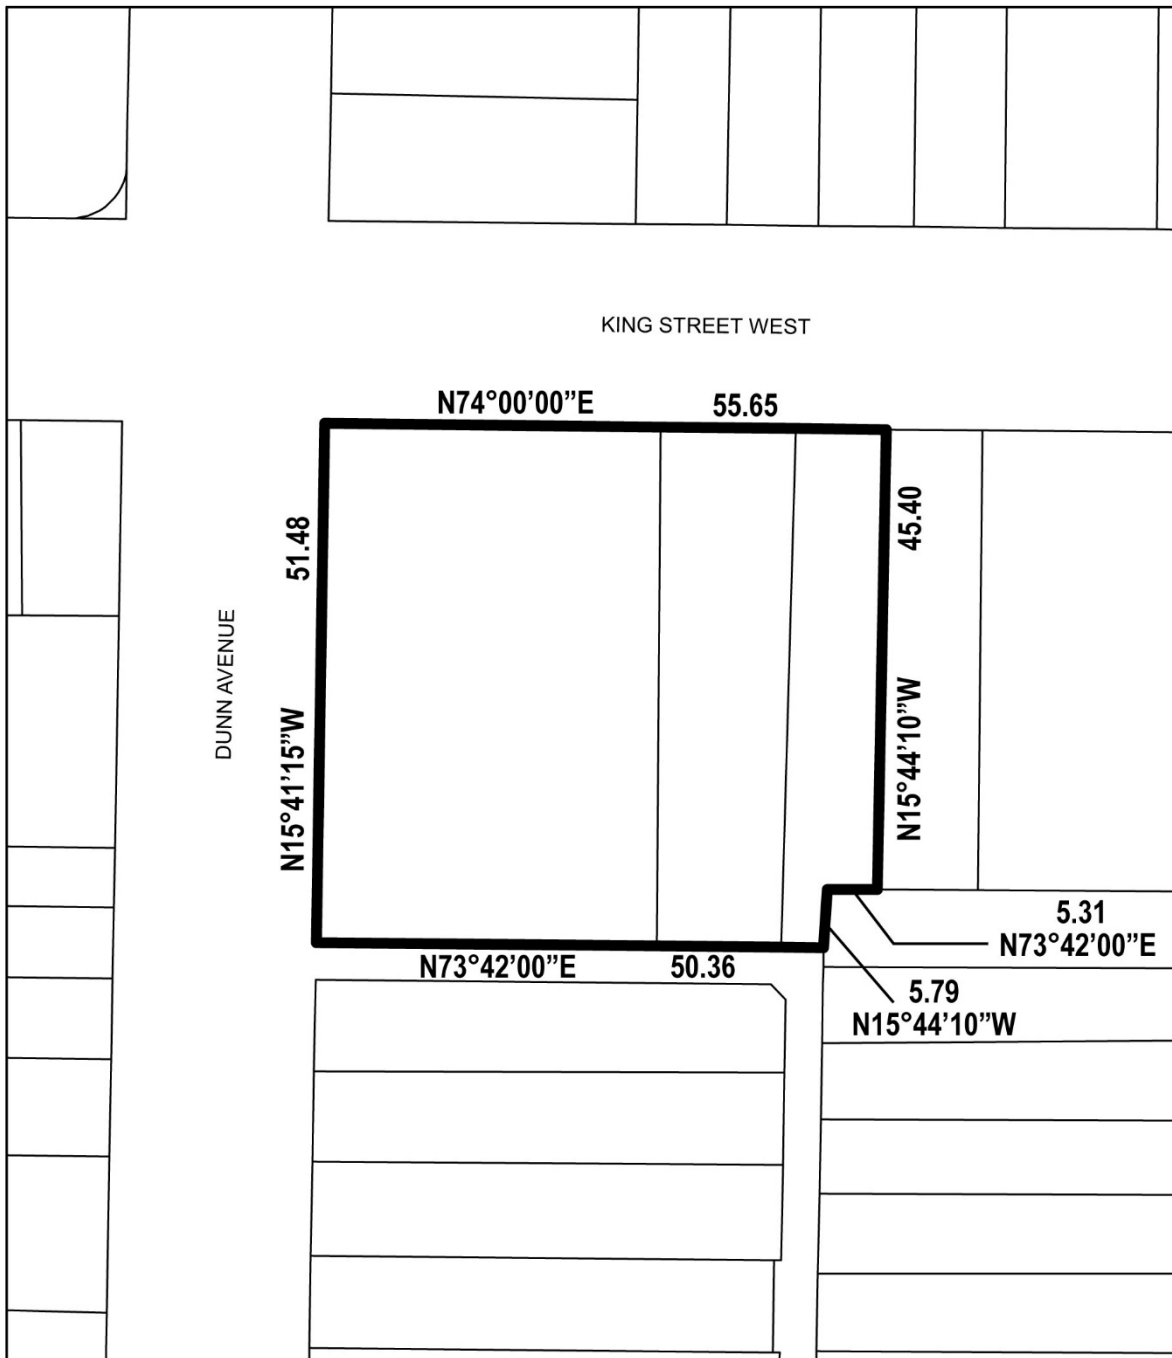 KING STREET WEST
N74°00’00”E 55.65
51.48
45.40
DUNN AVENUE
N15°41’15”W
N15°44’10”W
5.31
N73°42’00”E
N73°42’00”E 50.36
5.79
N15°44’10”W